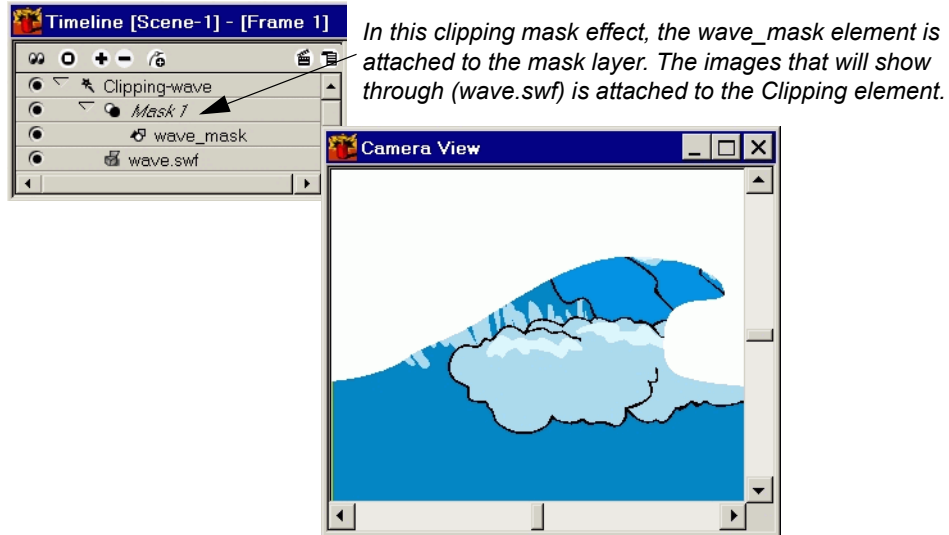 Timeline [Scene-1] - [Frame 1]
In this clipping mask effect, the wave_mask element is
attached to the mask layer. The images that will show
through (wave.swf) is attached to the Clipping element.
Clipping-wave
Mask 1
wave_mask
wave.swf
Camera View